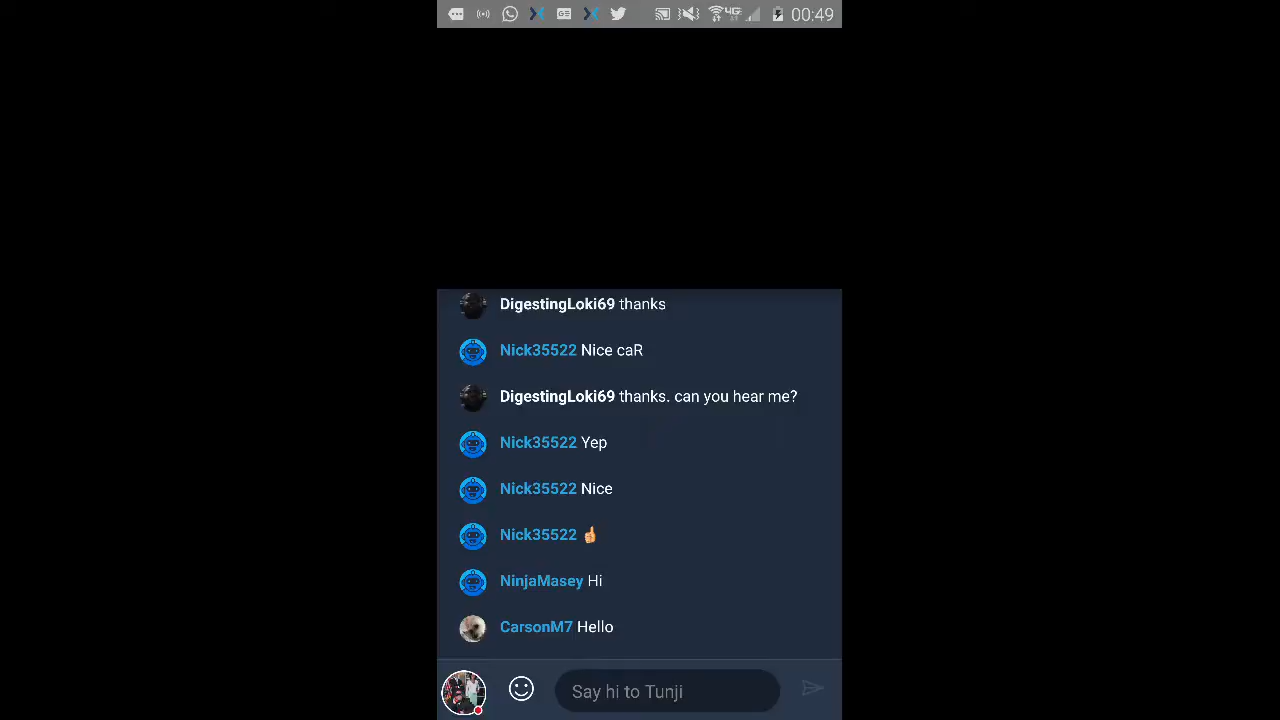 4G 00:49
DigestingLoki69 thanks
Nick35522 Nice caR
DigestingLoki69 thanks. can you hear me?
Nick35522 Yep
Nick35522 Nice
Nick35522 👍
NinjaMasey Hi
CarsonM7 Hello
Say hi to Tunji